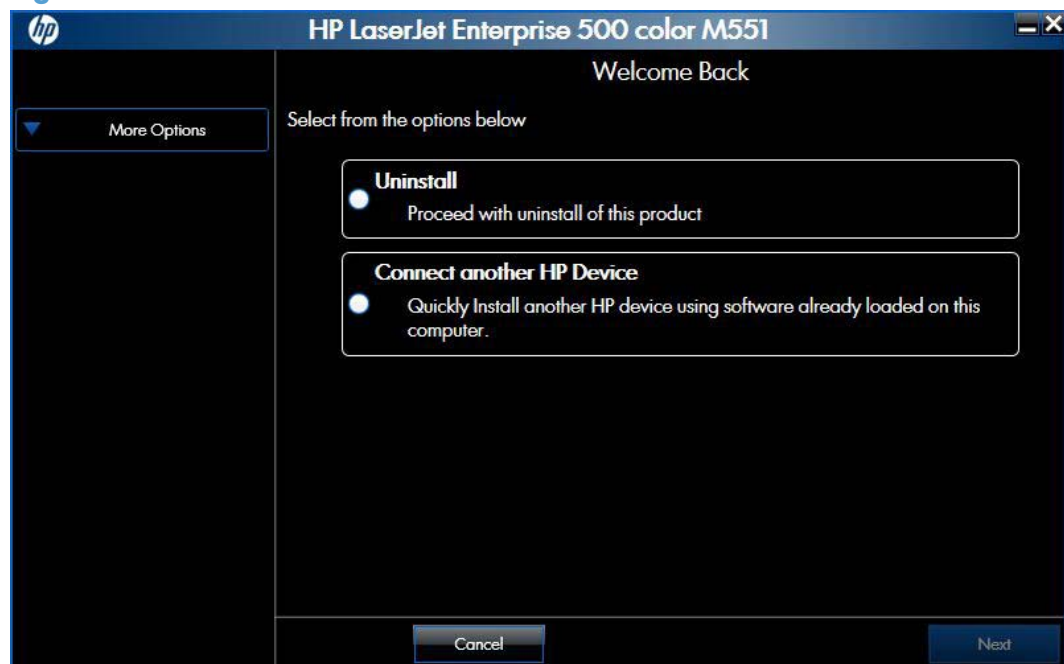 hp
HP LaserJet Enterprise 500 color M551
Welcome Back
More Options
Select from the options below
Uninstall
Proceed with uninstall of this product
Connect another HP Device
Quickly Install another HP device using software already loaded on this
computer.
Cancel
Next